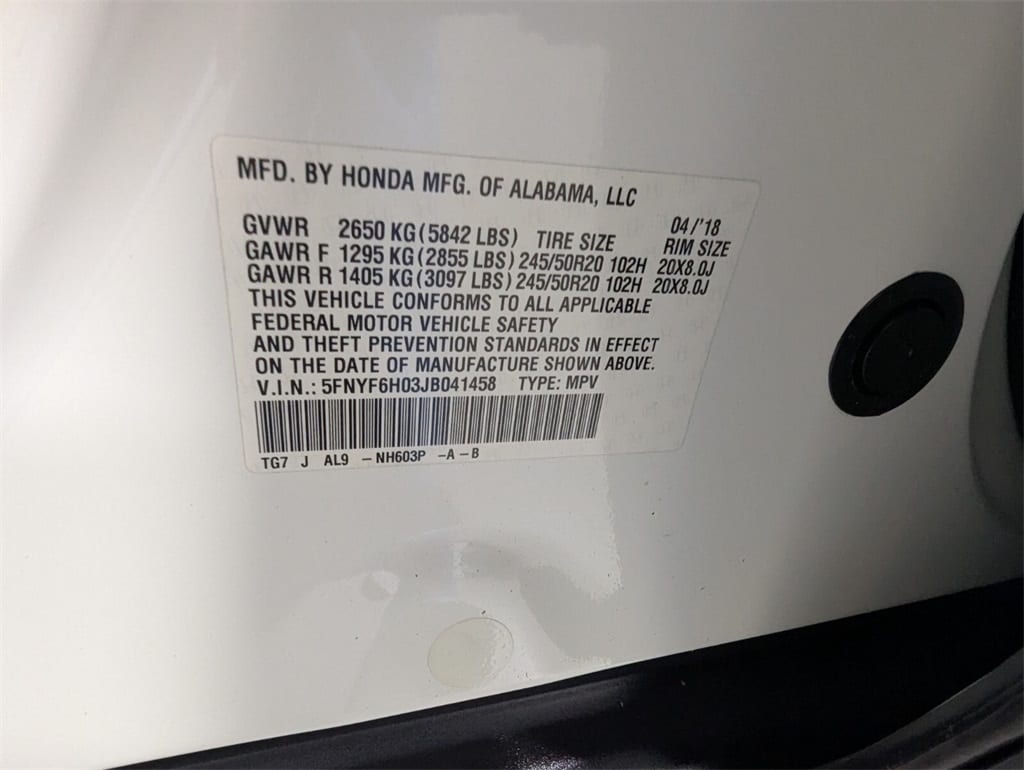 MFD. BY HONDA MFG. OF ALABAMA, LLC
04/'18
GVWR 2650 KG (5842 LBS) TIRE SIZE RIM SIZE
GAWR F 1295 KG (2855 LBS) 245/50R20 102H 20X8.0J
GAWR R 1405 KG (3097 LBS) 245/50R20 102H 20X8.0J
THIS VEHICLE CONFORMS TO ALL APPLICABLE
FEDERAL MOTOR VEHICLE SAFETY
AND THEFT PREVENTION STANDARDS IN EFFECT
ON THE DATE OF MANUFACTURE SHOWN ABOVE.
V.I.N.: 5FNYF6H03JB041458 TYPE: MPV
TG7 J AL9 - NH603P - A - B